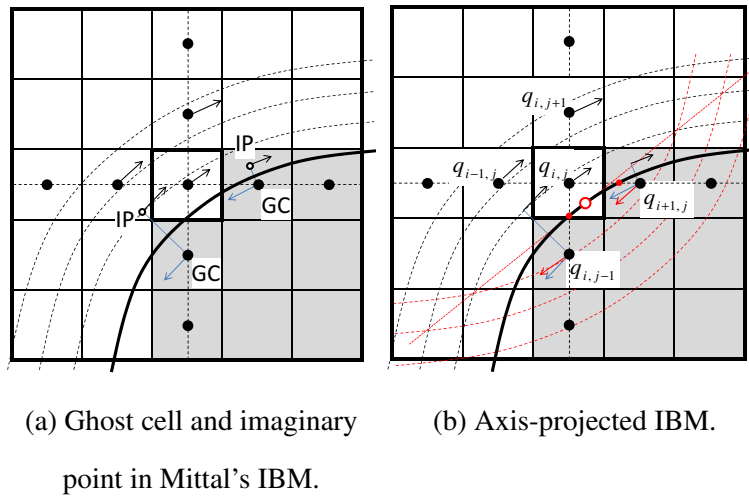 IP
IP
GC
GC
q_{i,j+1}
q_{i-1,j}
q_{i,j}
q_{i+1,j}
q_{i,j-1}
(a) Ghost cell and imaginary
point in Mittal's IBM.
(b) Axis-projected IBM.